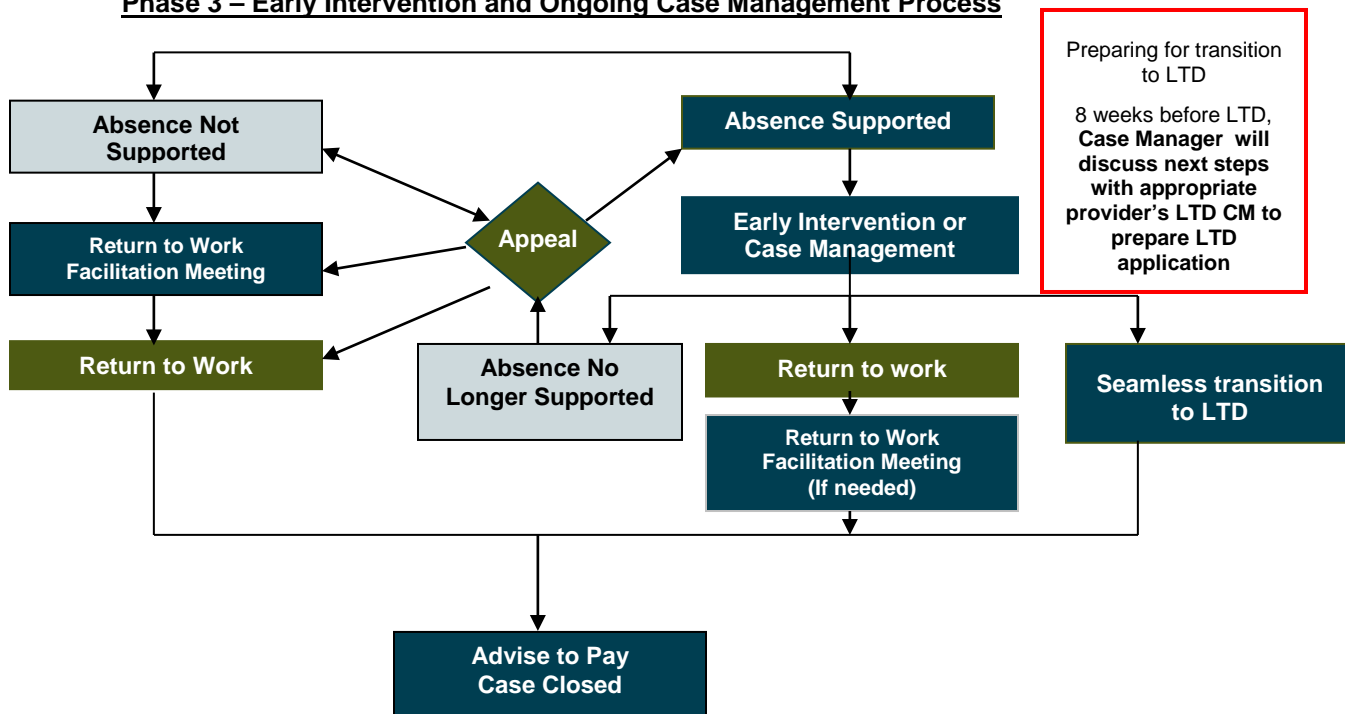 Phase 3 – Early Intervention and Ongoing Case Management Process
Preparing for transition
to LTD
8 weeks before LTD,
Case Manager will
discuss next steps
with appropriate
provider's LTD CM to
prepare LTD
application
Absence Not
Supported
Absence Supported
Appeal
Early Intervention or
Case Management
Return to Work
Facilitation Meeting
Return to Work
Absence No
Longer Supported
Return to work
Seamless transition
to LTD
Return to Work
Facilitation Meeting
(If needed)
Advise to Pay
Case Closed